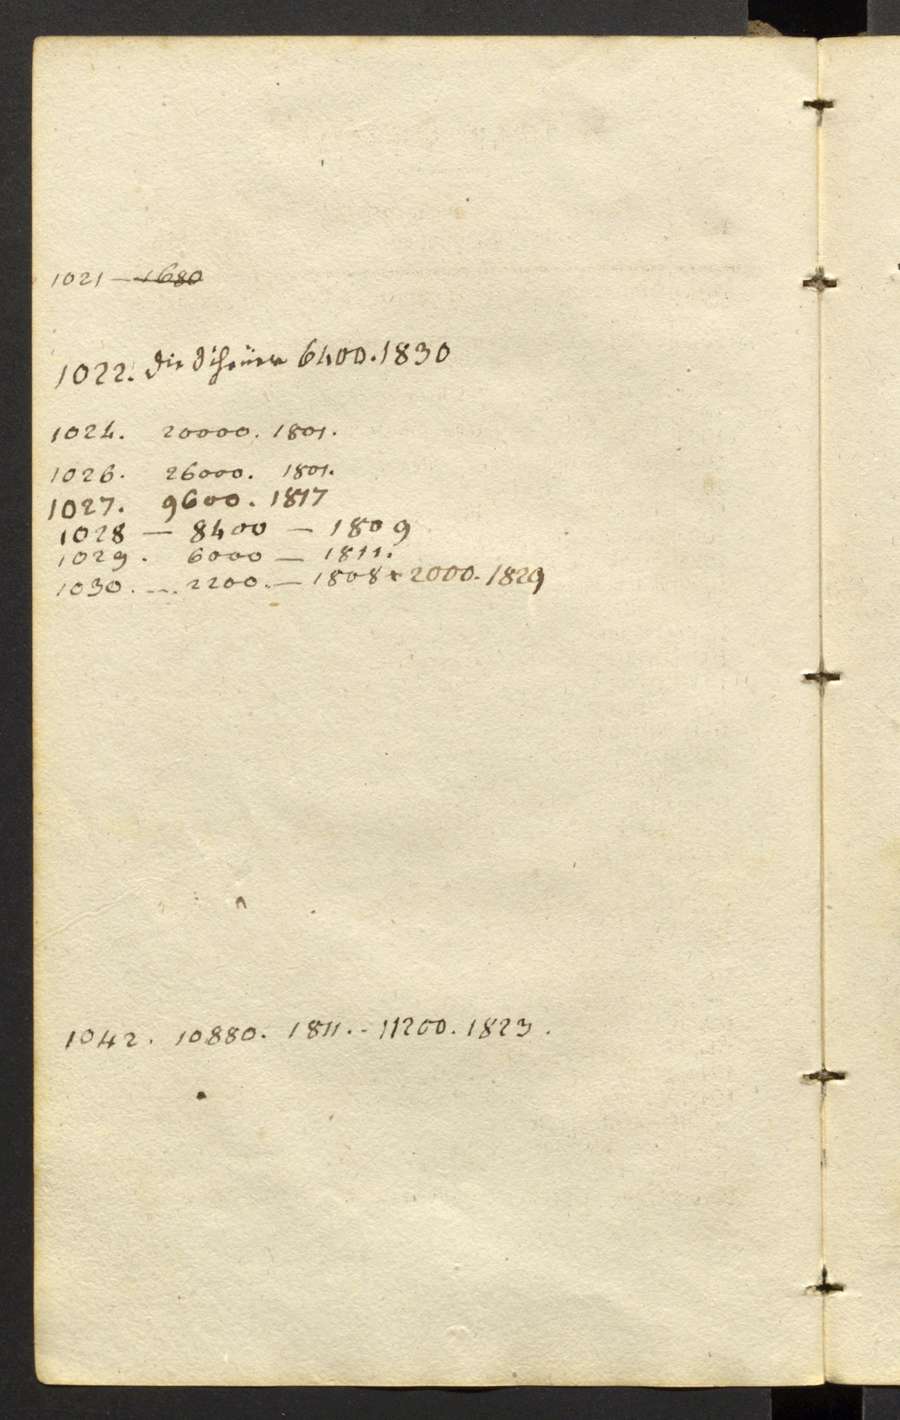 1021 — 1680
1022. die Scheüne 6400. 1830
1024. 20000. 1801.
1026. 26000. 1801.
1027. 9600. 1817
1028 — 8400 — 1809
1029. 6000 — 1811.
1030. — 2200. — 1808 + 2000. 1829
1042. 10880. 1811. - 11200. 1823.